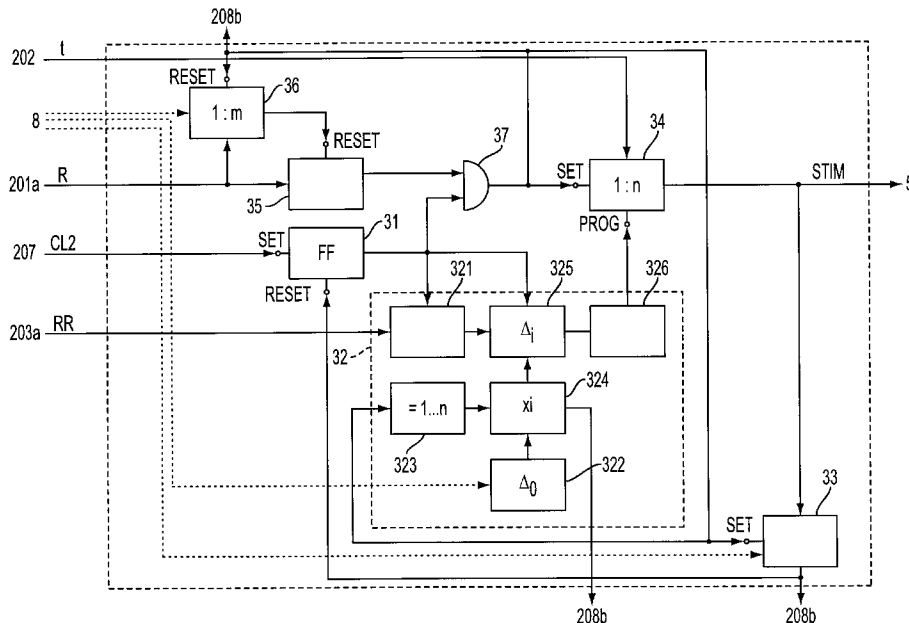 208b
202 t
RESET
36
1 : m
8
RESET
37
34
SET
1 : n
STIM
5
201a R
35
PROG
31
207 CL2
SET
FF
RESET
321
325
326
203a RR
32
Δi
324
= 1...n
xi
323
322
Δ0
33
SET
208b
208b